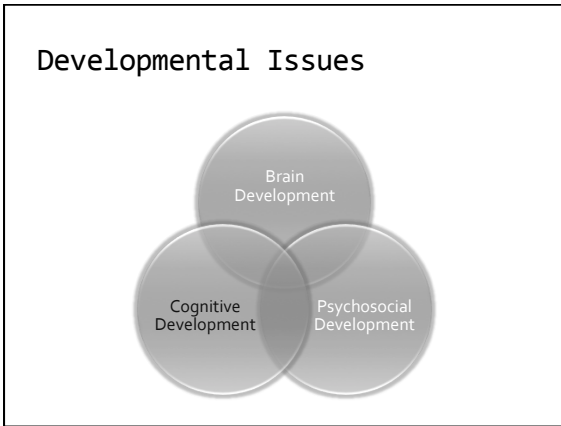 Developmental Issues
Brain
Development
Cognitive
Development
Psychosocial
Development